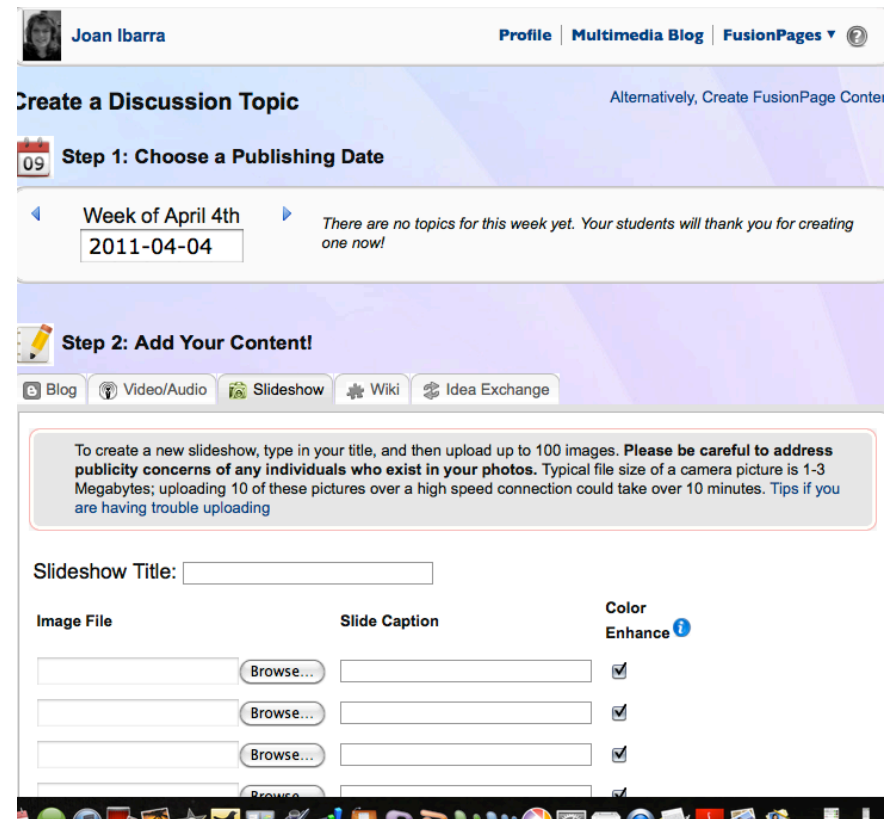 Joan Ibarra
Profile | Multimedia Blog | FusionPages ▼ ?
Create a Discussion Topic
Alternatively, Create FusionPage Conter
09
Step 1: Choose a Publishing Date
Week of April 4th
2011-04-04
There are no topics for this week yet. Your students will thank you for creating
one now!
Step 2: Add Your Content!
Blog
Video/Audio
Slideshow
Wiki
Idea Exchange
To create a new slideshow, type in your title, and then upload up to 100 images. Please be careful to address
publicity concerns of any individuals who exist in your photos. Typical file size of a camera picture is 1-3
Megabytes; uploading 10 of these pictures over a high speed connection could take over 10 minutes. Tips if you
are having trouble uploading
Slideshow Title:
Image File
Slide Caption
Color
Enhance
Browse...
Browse...
Browse...
Browse...